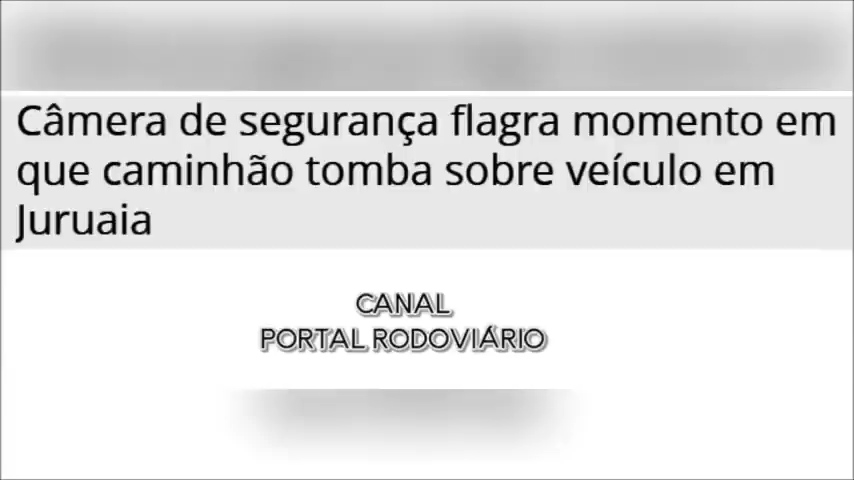 Câmera de segurança flagra momento em
que caminhão tomba sobre veículo em
Juruaia
CANAL
PORTAL RODOVIÁRIO